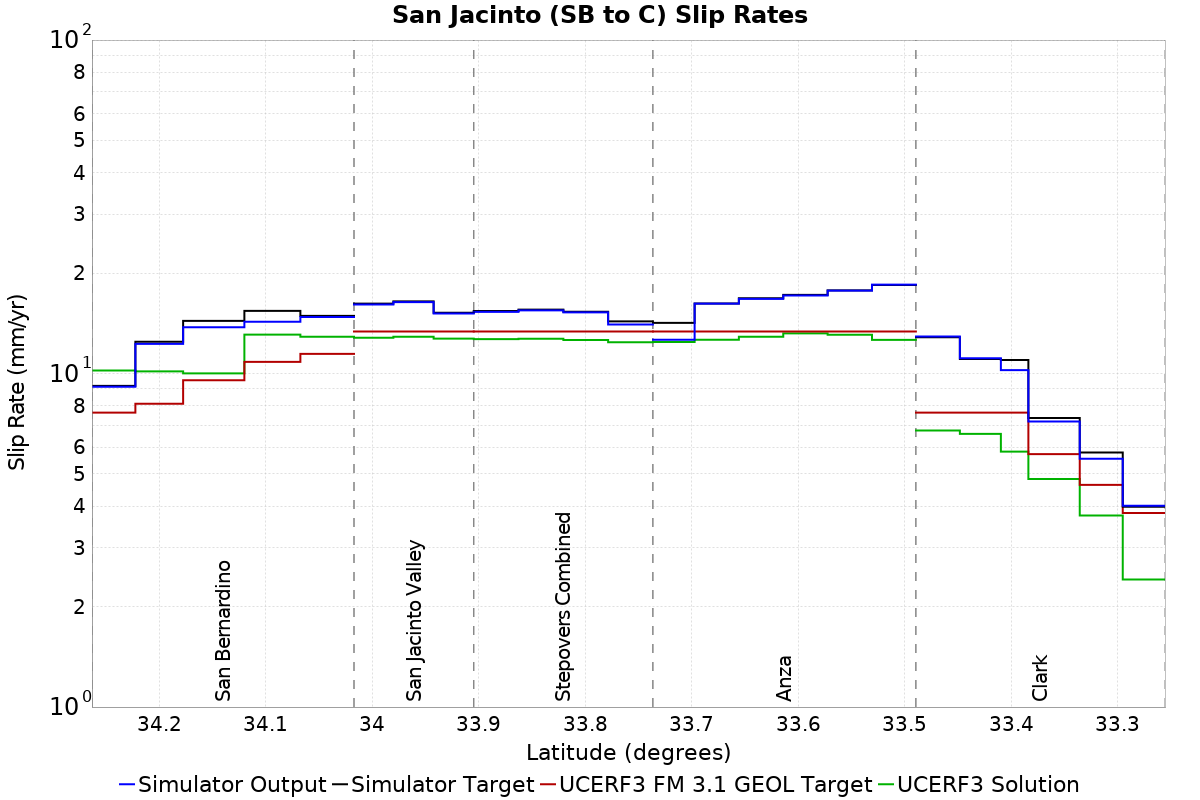 San Jacinto (SB to C) Slip Rates
Slip Rate (mm/yr)
10^2
8
6
5
4
3
2
10^1
8
6
5
4
3
2
10^0
San Bernardino
San Jacinto Valley
Stepovers Combined
Anza
Clark
34.2 34.1 34 33.9 33.8 33.7 33.6 33.5 33.4 33.3
Latitude (degrees)
Simulator Output Simulator Target UCERF3 FM 3.1 GEOL Target UCERF3 Solution